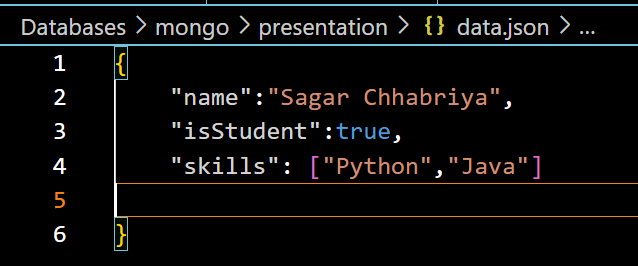 Databases > mongo > presentation > {} data.json > ...
1 {
2 "name":"Sagar Chhabriya",
3 "isStudent":true,
4 "skills": ["Python","Java"]
5
6 }